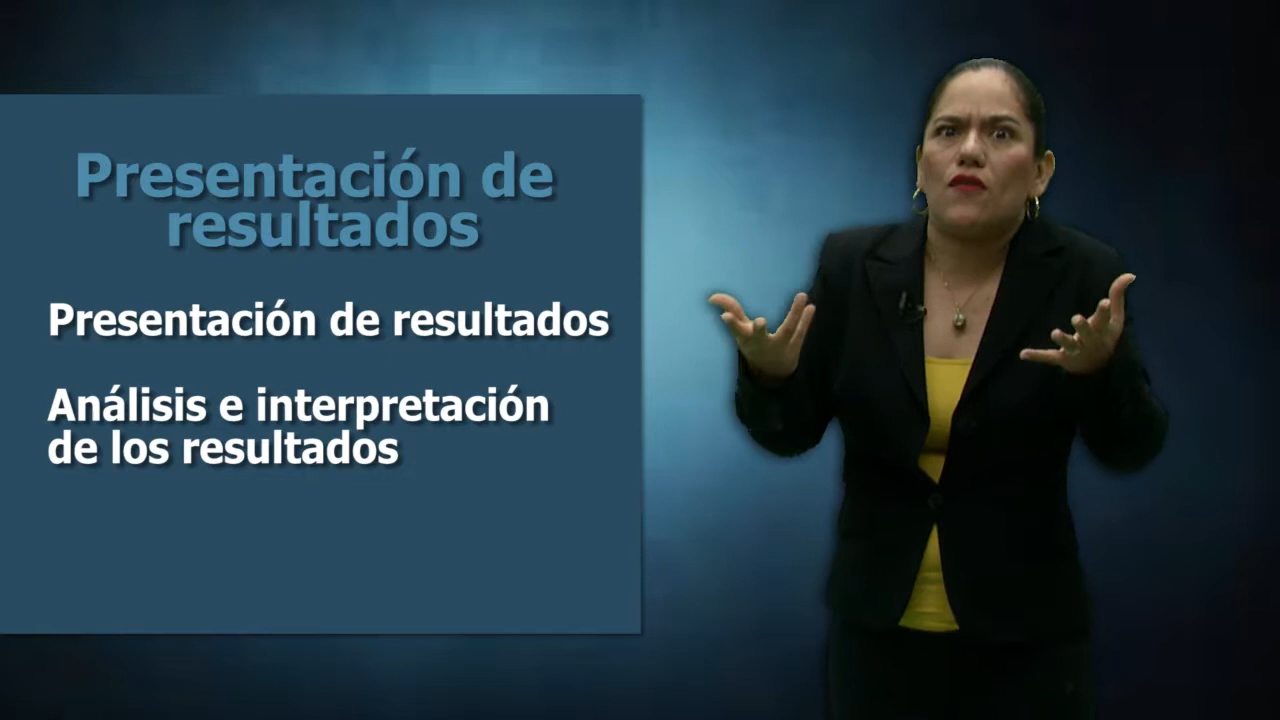 Presentación de
resultados
Presentación de resultados
Análisis e interpretación
de los resultados